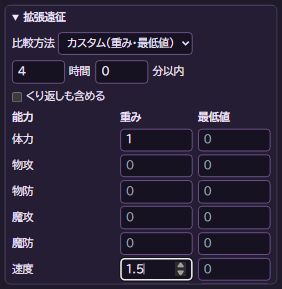 ▼ 拡張遠征
比較方法 カスタム(重み・最低値)
4 時間 0 分以内
くり返しも含める
能力 重み 最低値
体力 1 0
物攻 0 0
物防 0 0
魔攻 0 0
魔防 0 0
速度 1.5 0